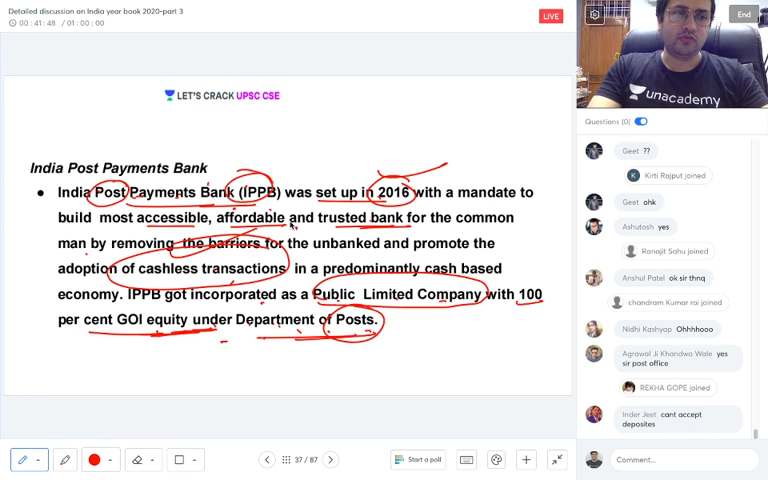 Detailed discussion on India year book 2020-part 3
00 : 41 : 48 / 01 : 00 : 00
LIVE
End
LET'S CRACK UPSC CSE
India Post Payments Bank
● India Post Payments Bank (IPPB) was set up in 2016 with a mandate to
build most accessible, affordable and trusted bank for the common
man by removing the barriers for the unbanked and promote the
adoption of cashless transactions in a predominantly cash based
economy. IPPB got incorporated as a Public Limited Company with 100
per cent GOI equity under Department of Posts.
37 / 87
Start a poll
unacademy
Questions (0)
Geet ??
K Kirti Rajput joined
Geet ohk
Ashutosh yes
Ranajit Sahu joined
Anshul Patel ok sir thnq
chandram Kumar rai joined
Nidhi Kashyap Ohhhhooo
Agrawal Ji Khandwa Wale yes
sir post office
REKHA GOPE joined
Inder Jeet cant accept
deposites
Comment...